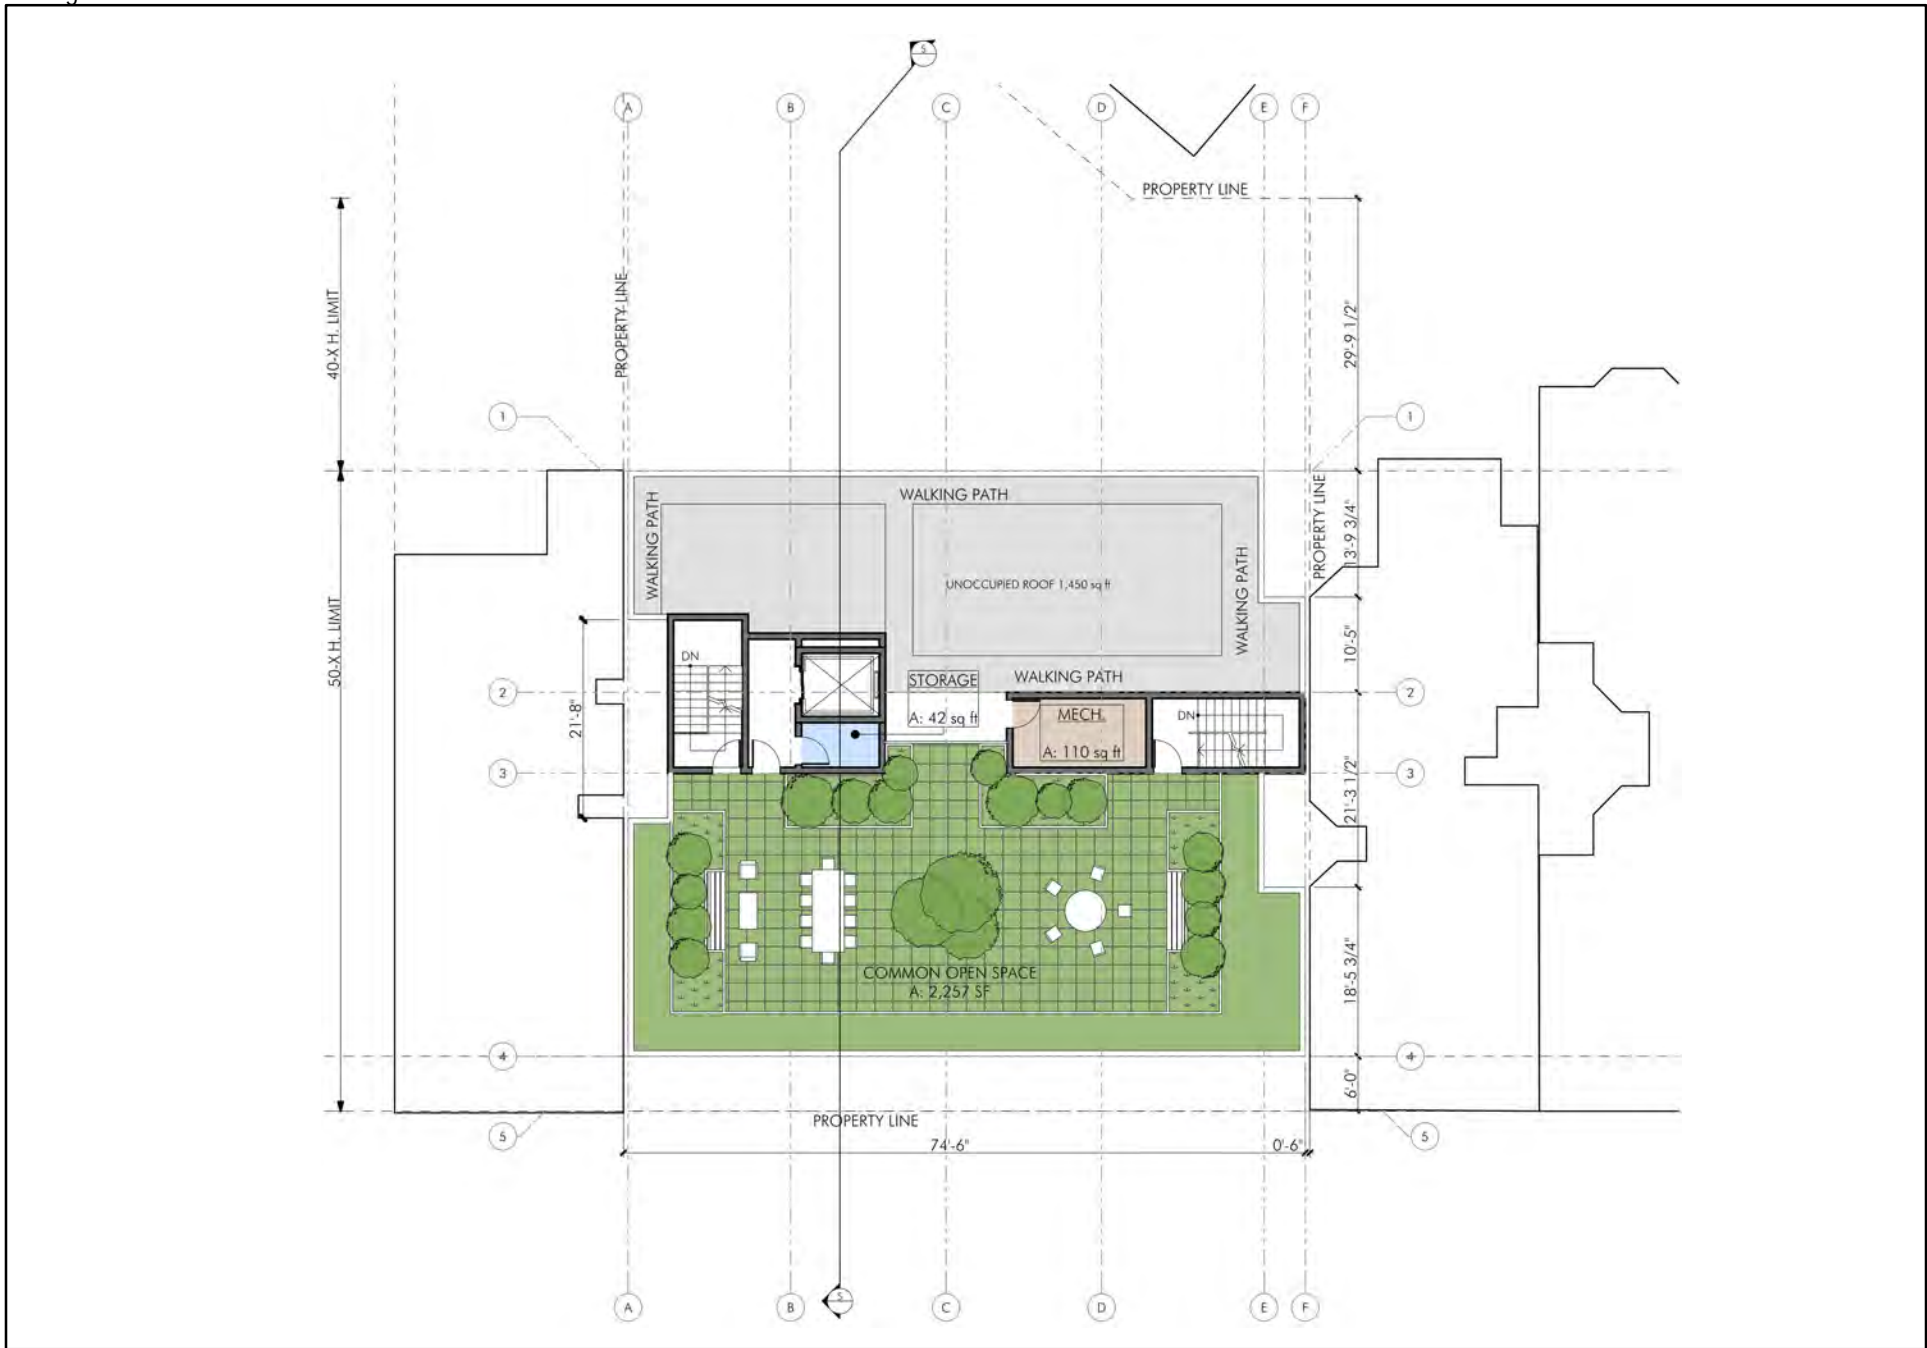 5
A
B
C
D
E
F
PROPERTY LINE
40-X H. LIMIT
PROPERTY LINE
29'-9 1/2"
1
1
WALKING PATH
WALKING PATH
PROPERTY LINE
13'-9 3/4"
UNOCCUPIED ROOF 1,450 sq ft
WALKING PATH
50-X H. LIMIT
10'-5"
DN
STORAGE
A: 42 sq ft
WALKING PATH
2
2
21'-8"
MECH.
A: 110 sq ft
DN
3
3
21'-3 1/2"
COMMON OPEN SPACE
A: 2,257 SF
18'-5 3/4"
4
4
6'-0"
PROPERTY LINE
5
5
74'-6"
0'-6"
5
A
B
C
D
E
F